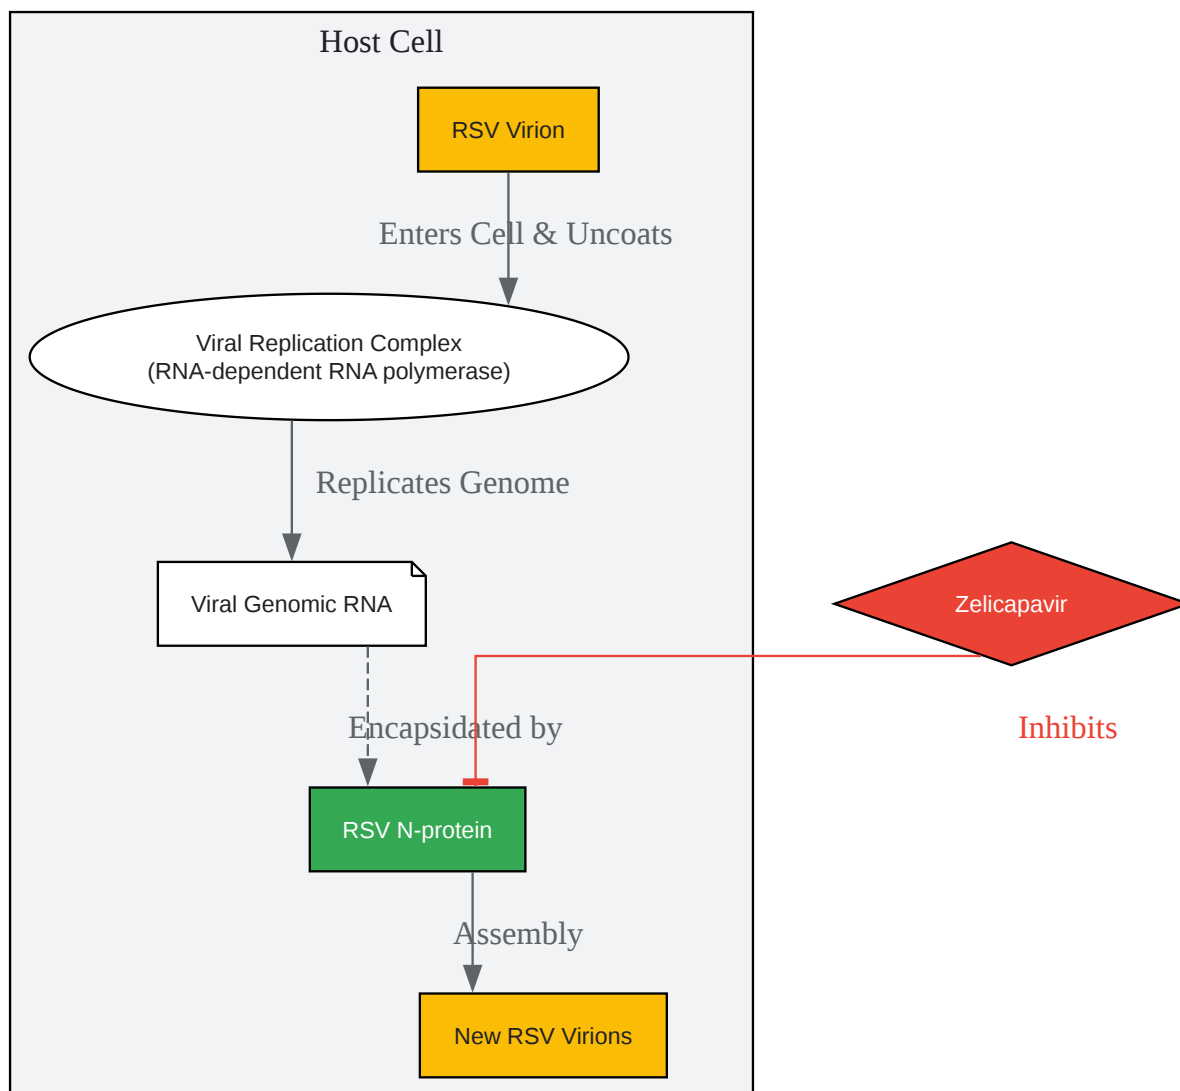 Host Cell
RSV Virion
Enters Cell & Uncoats
Viral Replication Complex
(RNA-dependent RNA polymerase)
Replicates Genome
Viral Genomic RNA
Zelicapavir
Encapsidated by
Inhibits
RSV N-protein
Assembly
New RSV Virions